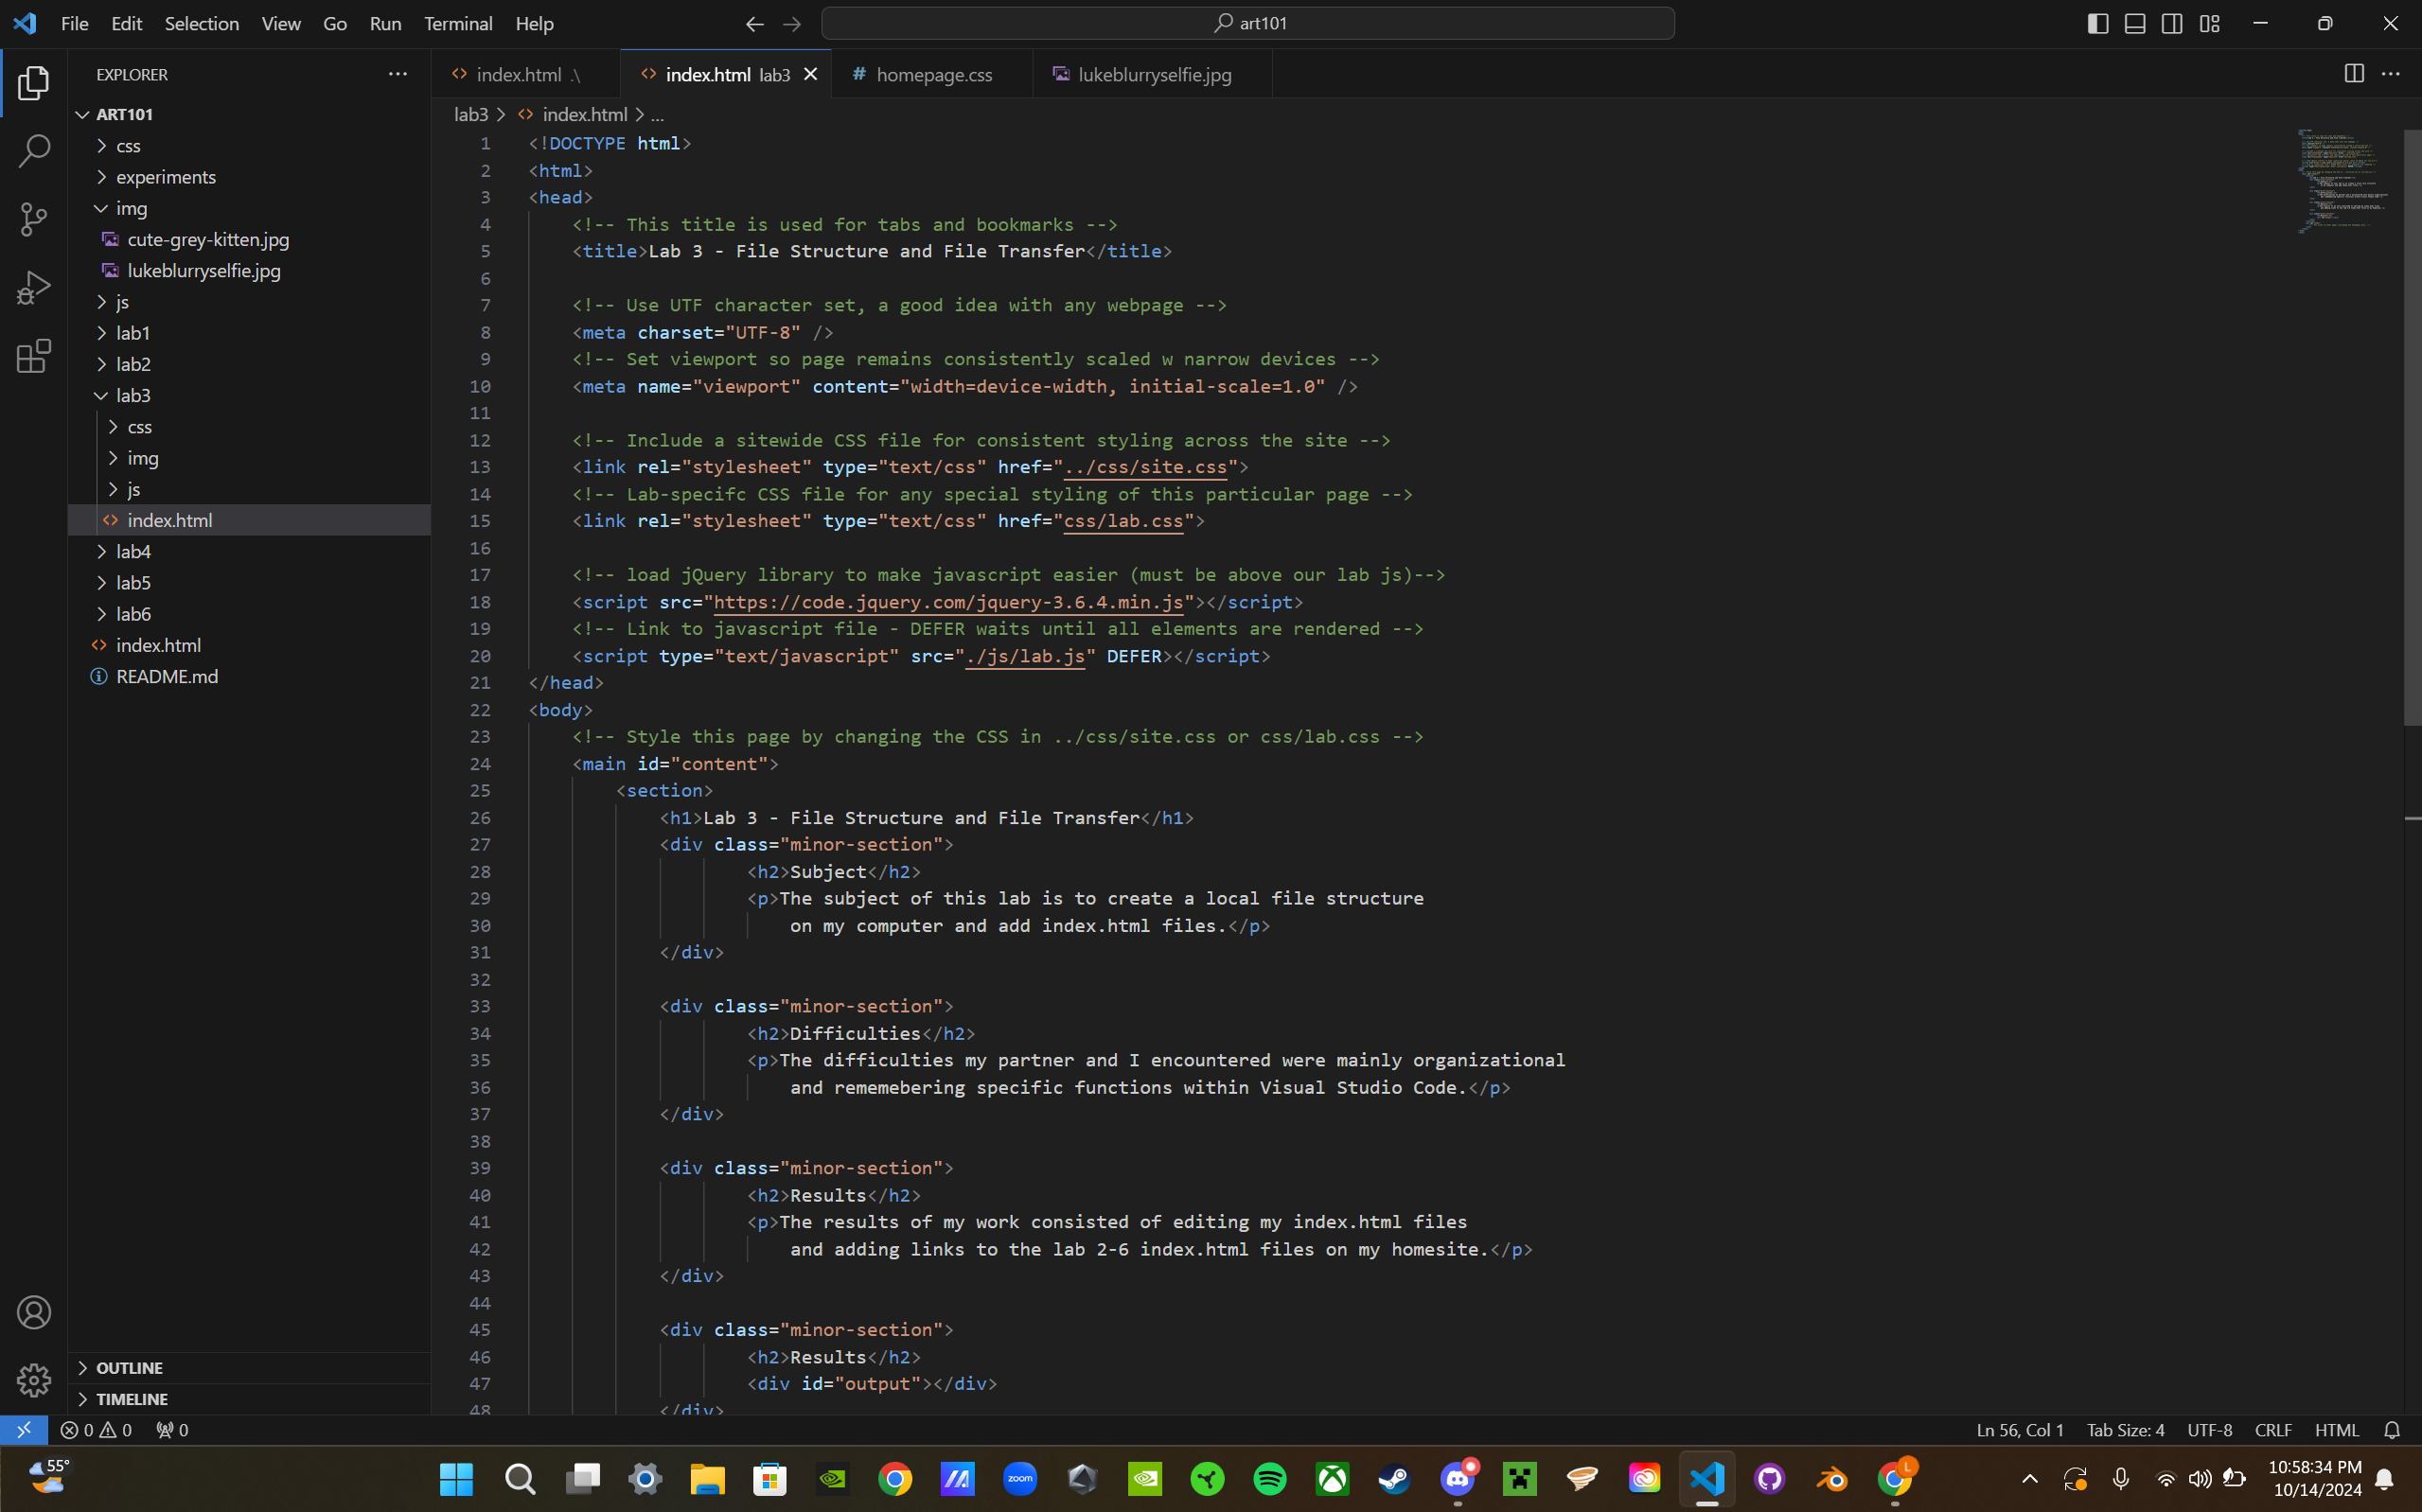 File Edit Selection View Go Run Terminal Help
art101
EXPLORER
ART101
css
experiments
img
cute-grey-kitten.jpg
lukeblurryselfie.jpg
js
lab1
lab2
lab3
css
img
js
index.html
lab4
lab5
lab6
index.html
README.md
OUTLINE
TIMELINE
index.html .\ index.html lab3 homepage.css lukeblurryselfie.jpg
lab3 > index.html > ...
1 <!DOCTYPE html>
2 <html>
3 <head>
4 <!-- This title is used for tabs and bookmarks -->
5 <title>Lab 3 - File Structure and File Transfer</title>
6
7 <!-- Use UTF character set, a good idea with any webpage -->
8 <meta charset="UTF-8" />
9 <!-- Set viewport so page remains consistently scaled w narrow devices -->
10 <meta name="viewport" content="width=device-width, initial-scale=1.0" />
11
12 <!-- Include a sitewide CSS file for consistent styling across the site -->
13 <link rel="stylesheet" type="text/css" href="../css/site.css">
14 <!-- Lab-specifc CSS file for any special styling of this particular page -->
15 <link rel="stylesheet" type="text/css" href="css/lab.css">
16
17 <!-- load jQuery library to make javascript easier (must be above our lab js)-->
18 <script src="https://code.jquery.com/jquery-3.6.4.min.js"></script>
19 <!-- Link to javascript file - DEFER waits until all elements are rendered -->
20 <script type="text/javascript" src="./js/lab.js" DEFER></script>
21 </head>
22 <body>
23 <!-- Style this page by changing the CSS in ../css/site.css or css/lab.css -->
24 <main id="content">
25 <section>
26 <h1>Lab 3 - File Structure and File Transfer</h1>
27 <div class="minor-section">
28 <h2>Subject</h2>
29 <p>The subject of this lab is to create a local file structure
30 on my computer and add index.html files.</p>
31 </div>
32
33 <div class="minor-section">
34 <h2>Difficulties</h2>
35 <p>The difficulties my partner and I encountered were mainly organizational
36 and rememebering specific functions within Visual Studio Code.</p>
37 </div>
38
39 <div class="minor-section">
40 <h2>Results</h2>
41 <p>The results of my work consisted of editing my index.html files
42 and adding links to the lab 2-6 index.html files on my homesite.</p>
43 </div>
44
45 <div class="minor-section">
46 <h2>Results</h2>
47 <div id="output"></div>
48 </div>
0 0 0
Ln 56, Col 1 Tab Size: 4 UTF-8 CRLF HTML
55°
zoom
L
10:58:34 PM
10/14/2024